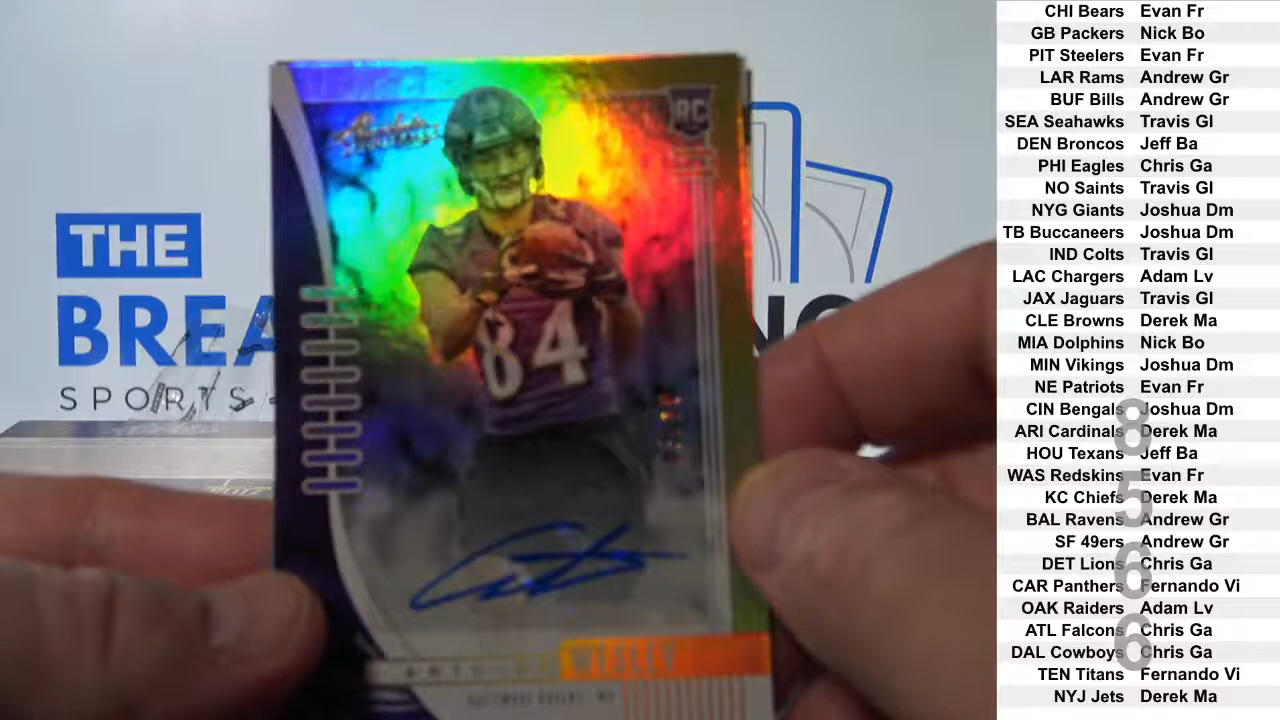 THE
BREA
SPORTS
RC
84
WESLEY
CHI Bears Evan Fr
GB Packers Nick Bo
PIT Steelers Evan Fr
LAR Rams Andrew Gr
BUF Bills Andrew Gr
SEA Seahawks Travis Gl
DEN Broncos Jeff Ba
PHI Eagles Chris Ga
NO Saints Travis Gl
NYG Giants Joshua Dm
TB Buccaneers Joshua Dm
IND Colts Travis Gl
LAC Chargers Adam Lv
JAX Jaguars Travis Gl
CLE Browns Derek Ma
MIA Dolphins Nick Bo
MIN Vikings Joshua Dm
NE Patriots Evan Fr
CIN Bengals Joshua Dm
ARI Cardinals Derek Ma
HOU Texans Jeff Ba
WAS Redskins Evan Fr
KC Chiefs Derek Ma
BAL Ravens Andrew Gr
SF 49ers Andrew Gr
DET Lions Chris Ga
CAR Panthers Fernando Vi
OAK Raiders Adam Lv
ATL Falcons Chris Ga
DAL Cowboys Chris Ga
TEN Titans Fernando Vi
NYJ Jets Derek Ma
8
5
6
6